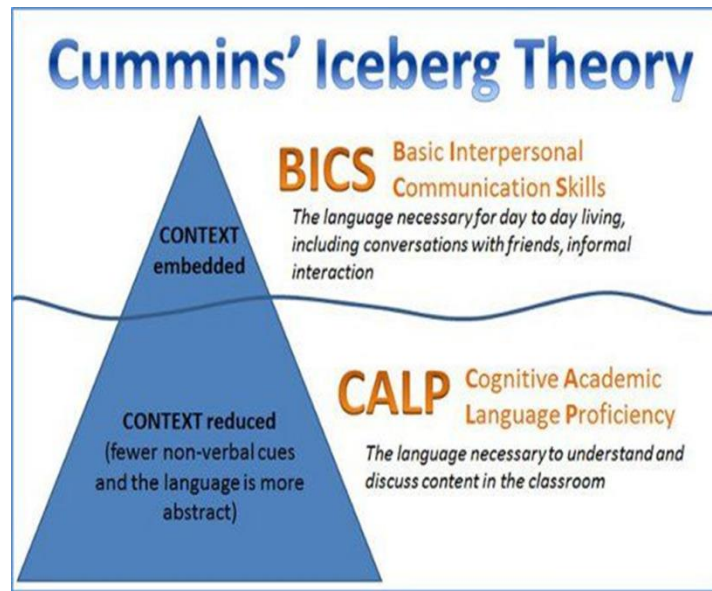 Cummins’ Iceberg Theory
BICS
Basic Interpersonal
Communication Skills
The language necessary for day to day living,
including conversations with friends, informal
interaction
CONTEXT
embedded
CALP
Cognitive Academic
Language Proficiency
The language necessary to understand and
discuss content in the classroom
CONTEXT reduced
(fewer non-verbal cues
and the language is more
abstract)